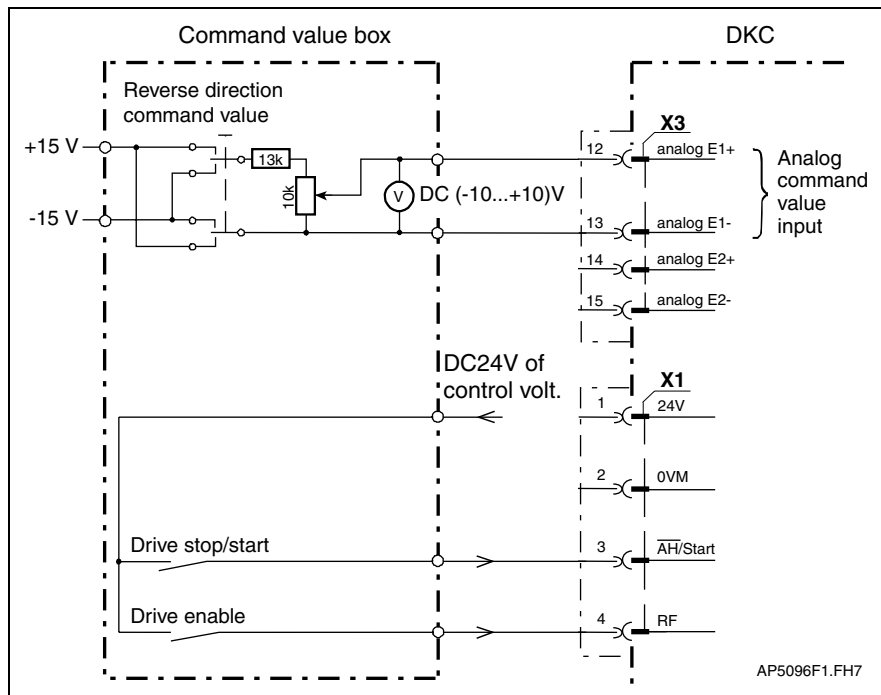 Command value box
DKC
Reverse direction
command value
X3
+15 V
13k
12
analog E1+
10k
V
DC (-10...+10)V
Analog
command
value
input
-15 V
13
analog E1-
14
analog E2+
15
analog E2-
DC24V of
control volt.
X1
1
24V
2
0VM
Drive stop/start
3
AH/Start
Drive enable
4
RF
AP5096F1.FH7